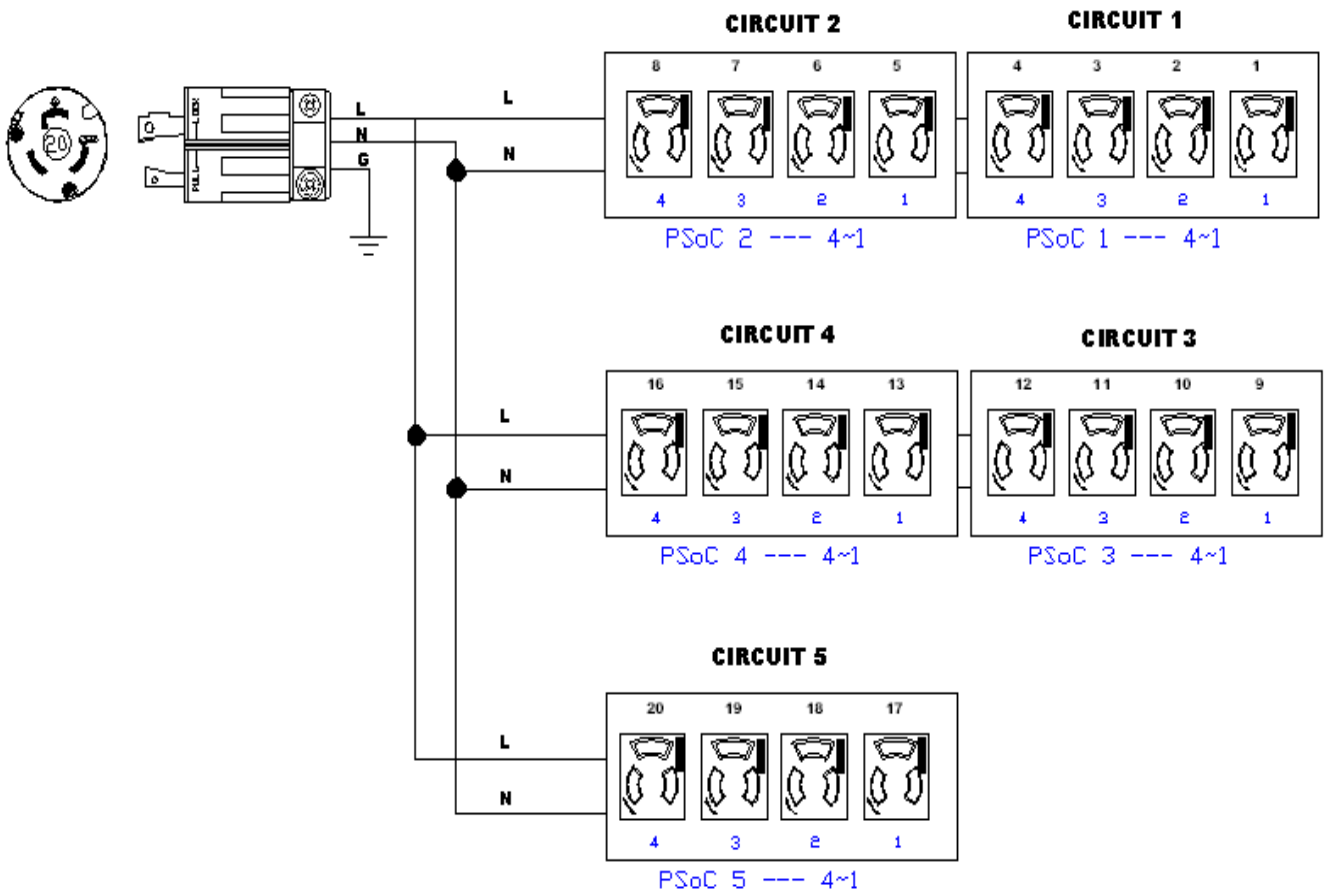 CIRCUIT 2
CIRCUIT 1
8 7 6 5
4 3 2 1
L
N
G
20
LOCK
PULL
L
N
4 3 2 1
4 3 2 1
PSoC 2 --- 4~1
PSoC 1 --- 4~1
CIRCUIT 4
CIRCUIT 3
16 15 14 13
12 11 10 9
L
N
4 3 2 1
4 3 2 1
PSoC 4 --- 4~1
PSoC 3 --- 4~1
CIRCUIT 5
20 19 18 17
L
N
4 3 2 1
PSoC 5 --- 4~1